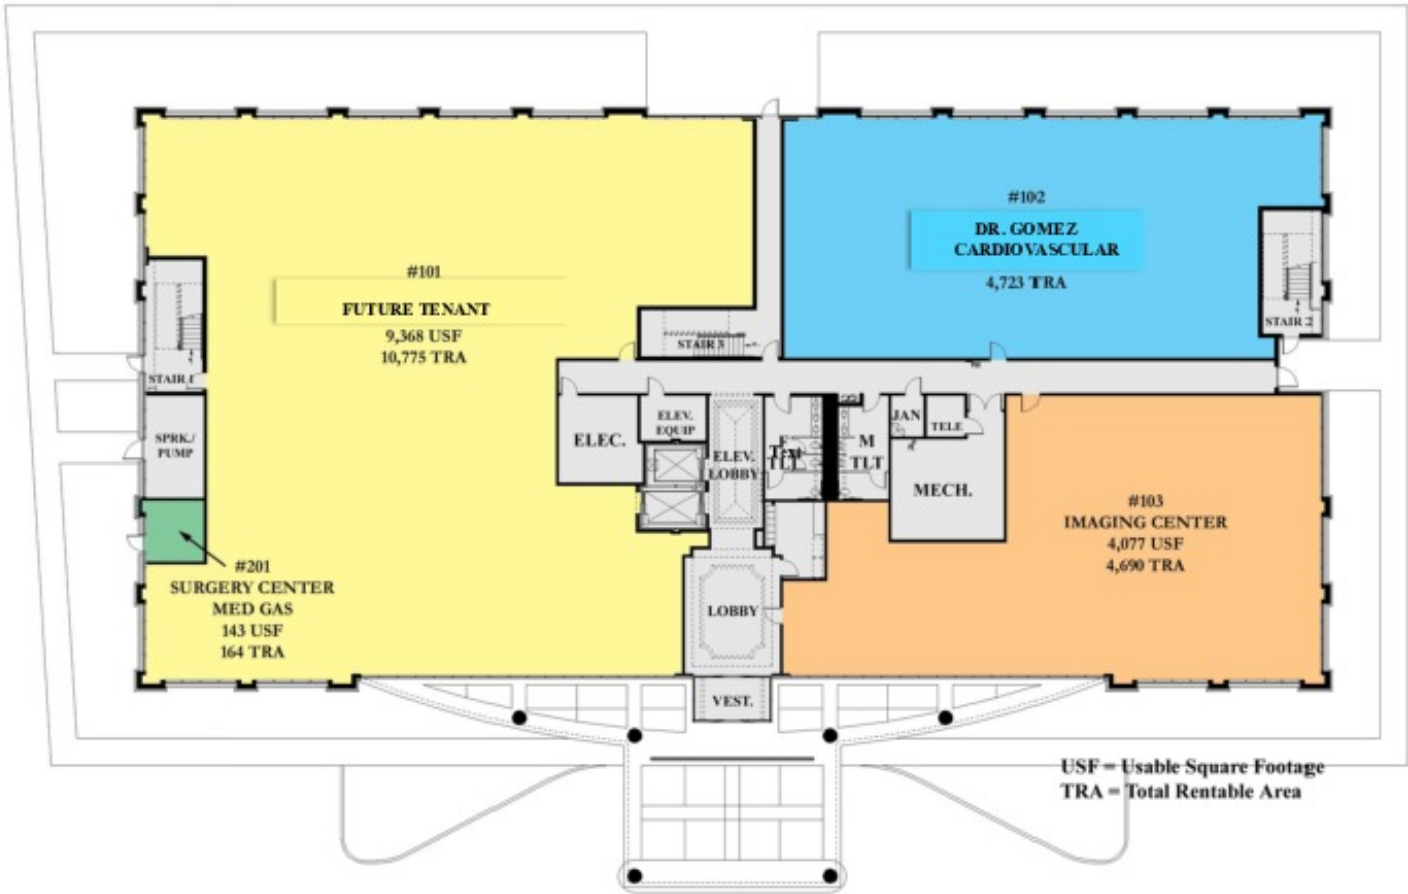 #102
DR. GOMEZ
CARDIOVASCULAR
4,723 TRA
#101
FUTURE TENANT
9,368 USF
10,775 TRA
STAIR 1
STAIR 2
STAIR 3
SPRK./
PUMP
ELEC.
ELEV.
EQUIP
ELEV.
LOBBY
F
Text
TLT
M
TLT
JAN
TELE
MECH.
#103
IMAGING CENTER
4,077 USF
4,690 TRA
#201
SURGERY CENTER
MED GAS
143 USF
164 TRA
LOBBY
VEST.
USF = Usable Square Footage
TRA = Total Rentable Area